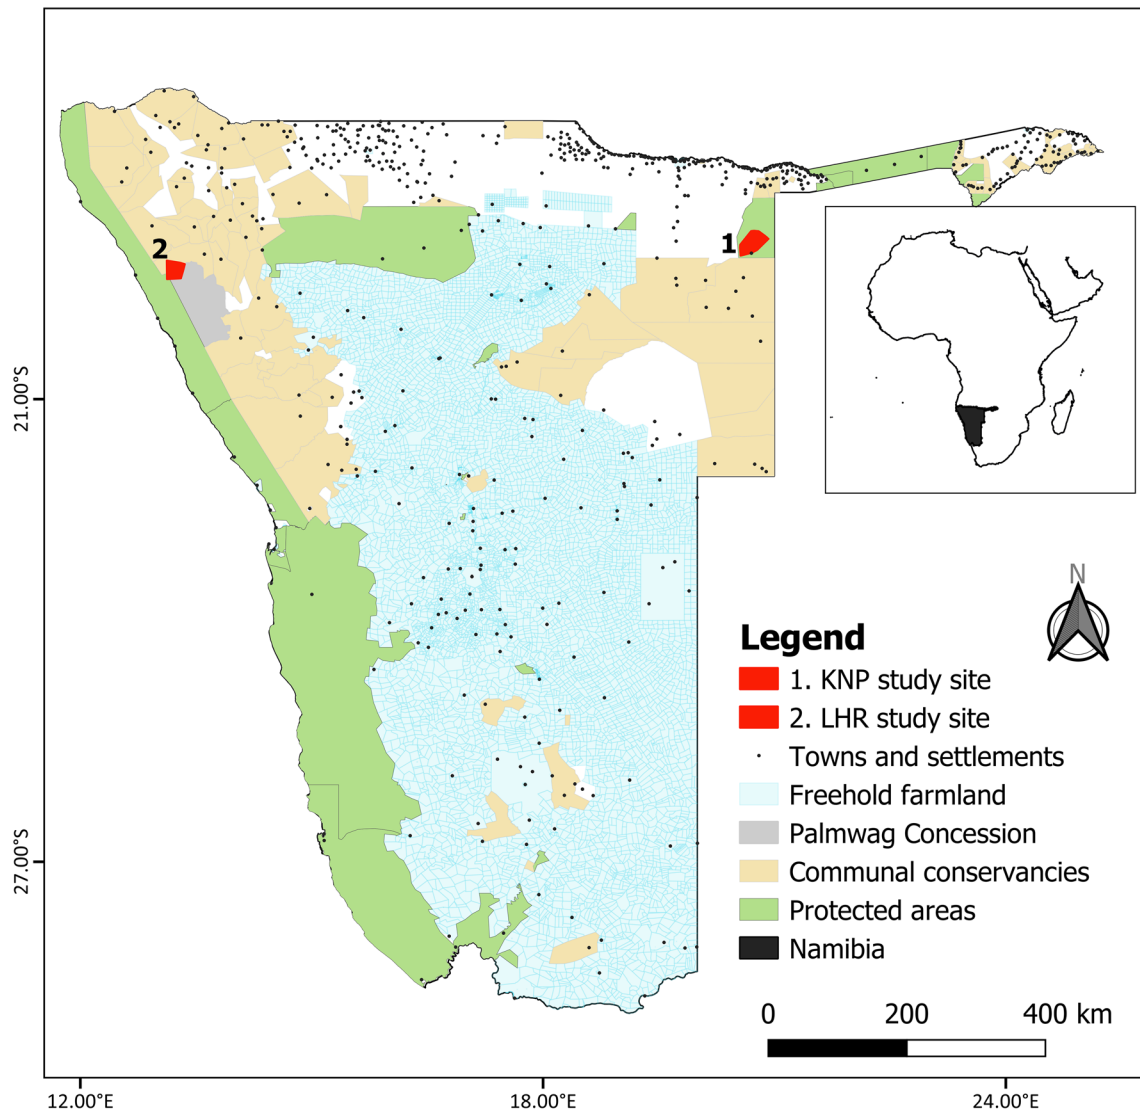 1
2
21.00°S
27.00°S
N
Legend
1. KNP study site
2. LHR study site
Towns and settlements
Freehold farmland
Palmwag Concession
Communal conservancies
Protected areas
Namibia
0 200 400 km
12.00°E 18.00°E 24.00°E